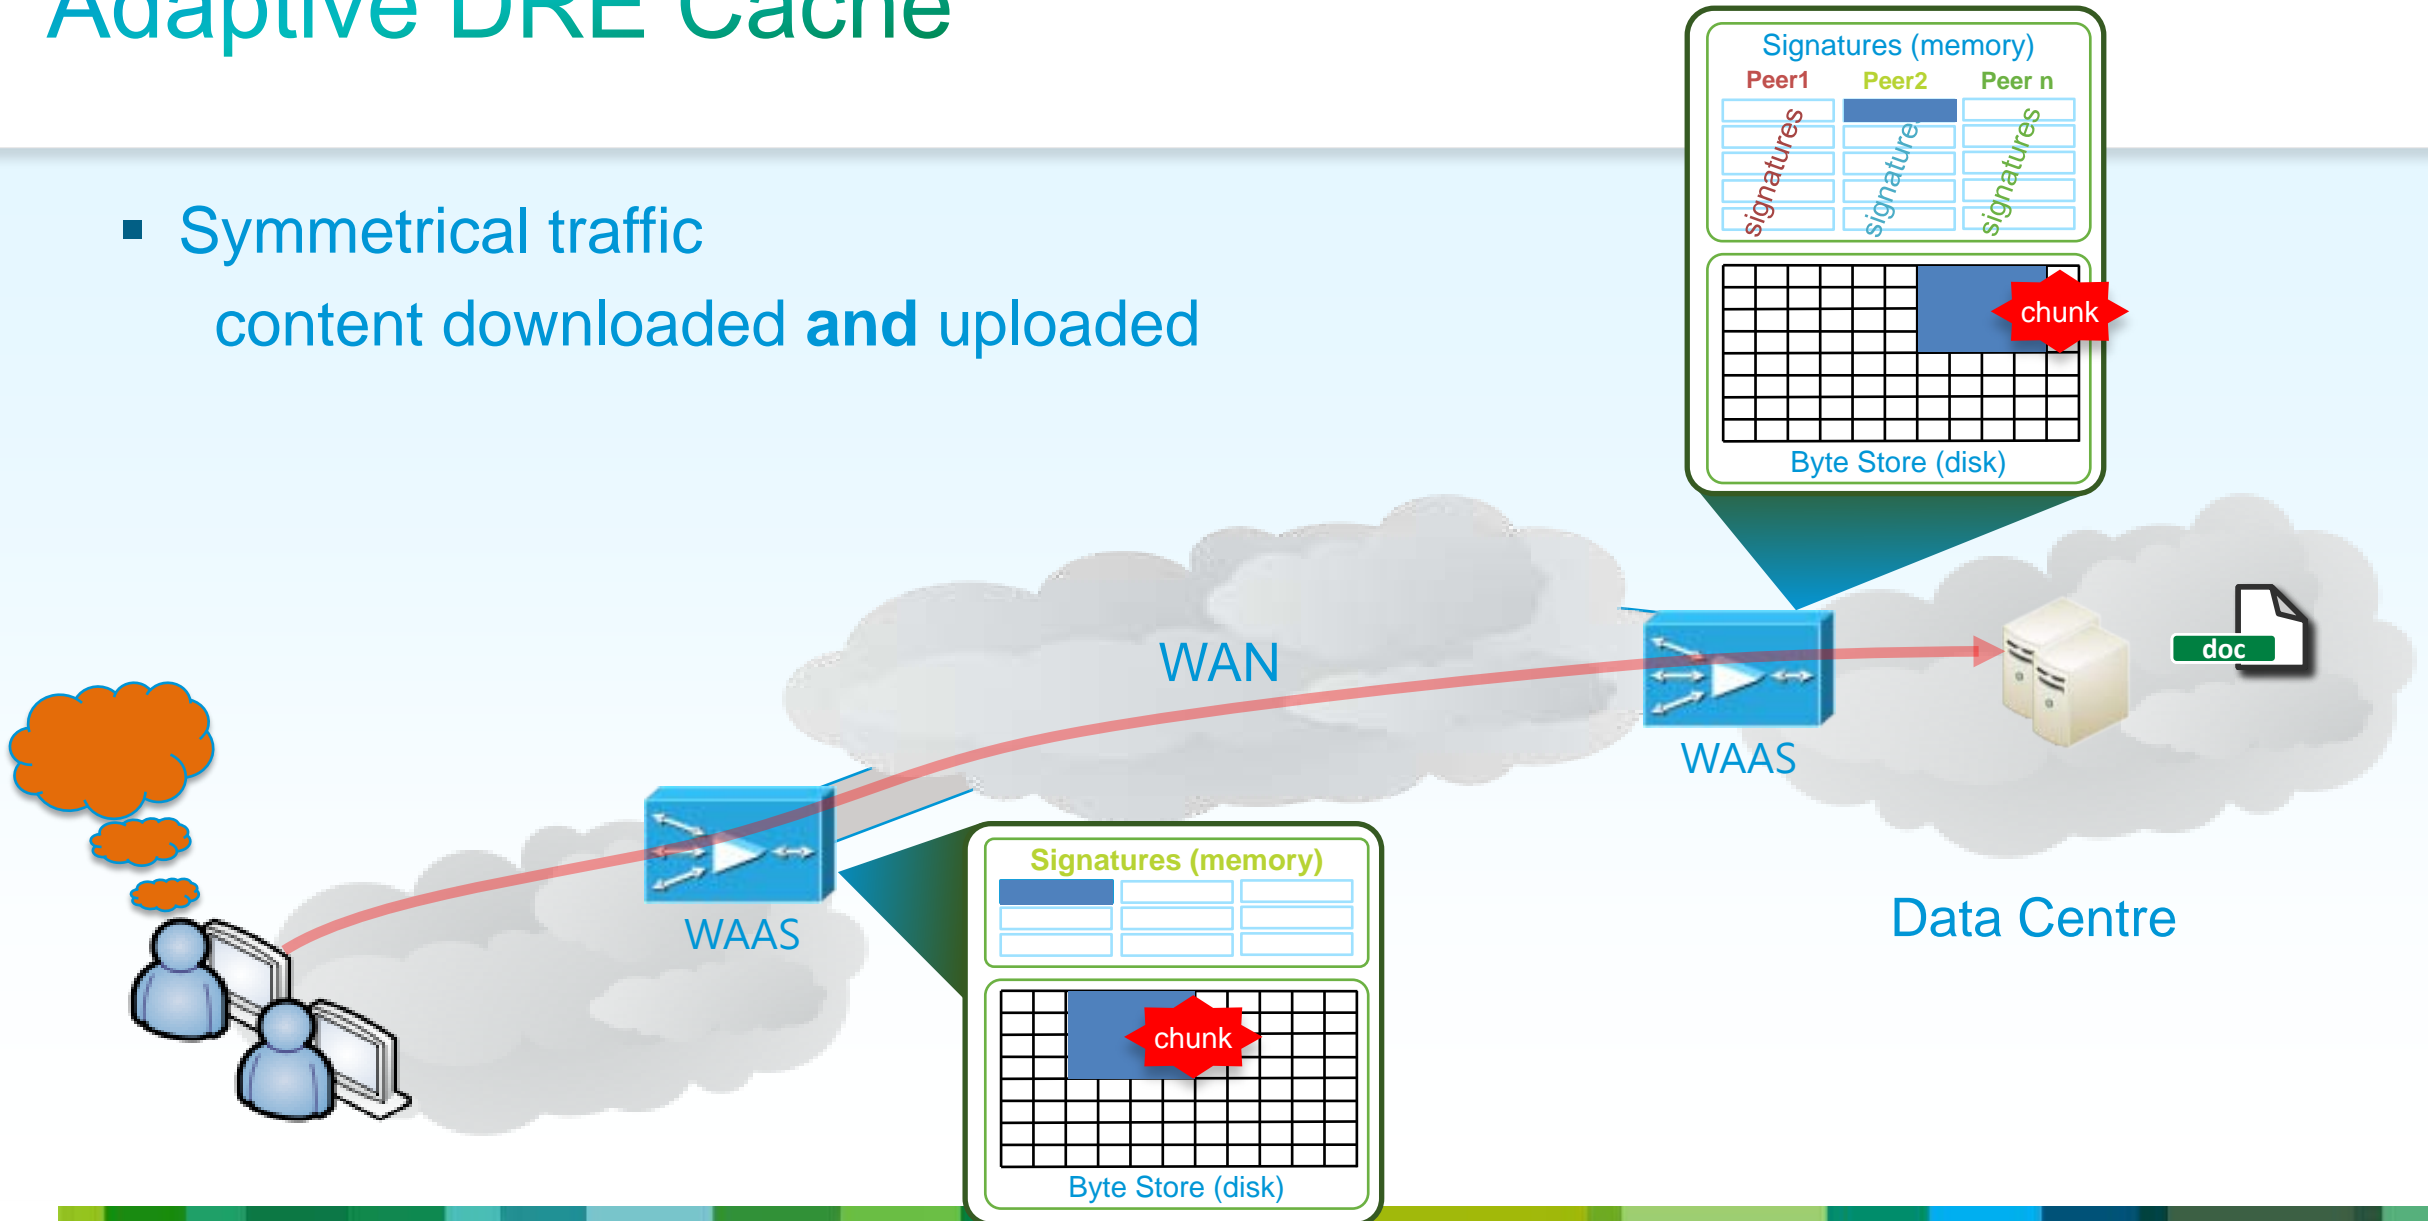 Adaptive DRE Cache
Signatures (memory)
Peer1 Peer2 Peer n
signatures signatures signatures
▪ Symmetrical traffic
content downloaded and uploaded
chunk
Byte Store (disk)
WAN
doc
WAAS
WAAS
Data Centre
Signatures (memory)
chunk
Byte Store (disk)